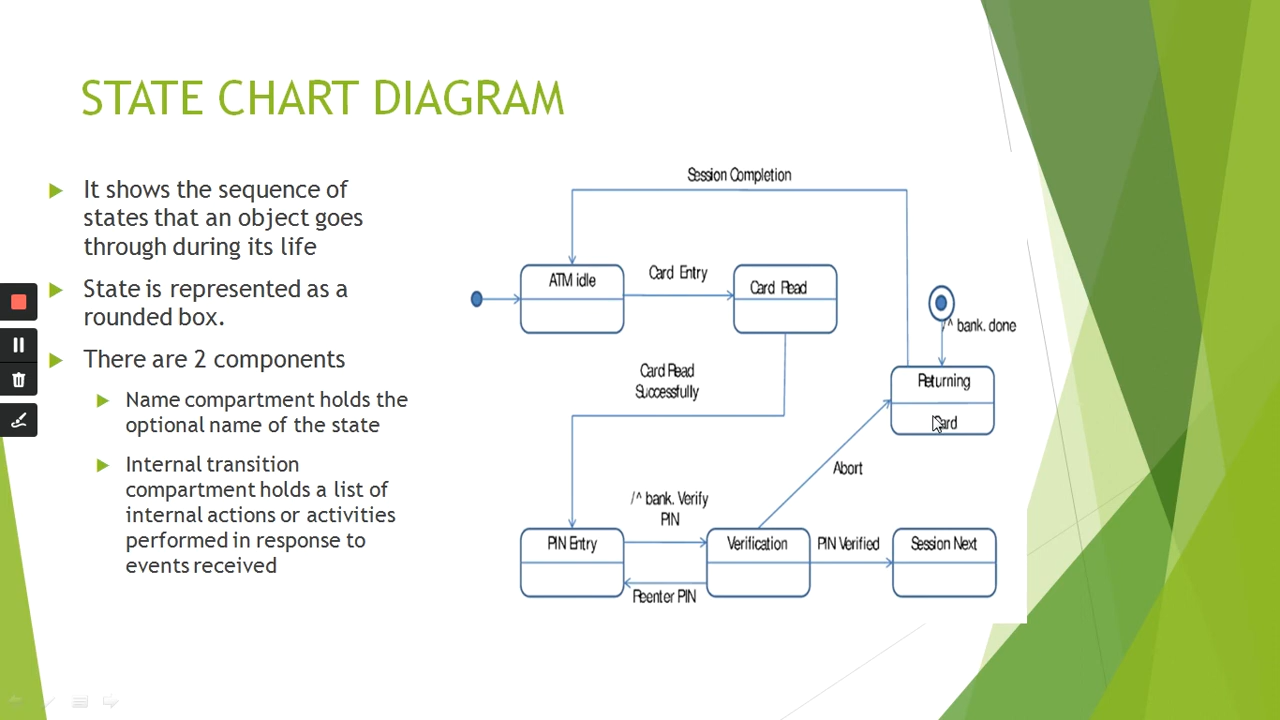 STATE CHART DIAGRAM
It shows the sequence of
states that an object goes
through during its life
State is represented as a
rounded box.
There are 2 components
Name compartment holds the
optional name of the state
Internal transition
compartment holds a list of
internal actions or activities
performed in response to
events received
Session Completion
ATM idle
Card Entry
Card Read
/^ bank. done
Card Read
Successfully
Returning
Card
Abort
/^ bank. Verify
PIN
PIN Entry
Verification
PIN Verified
Session Next
Reenter PIN